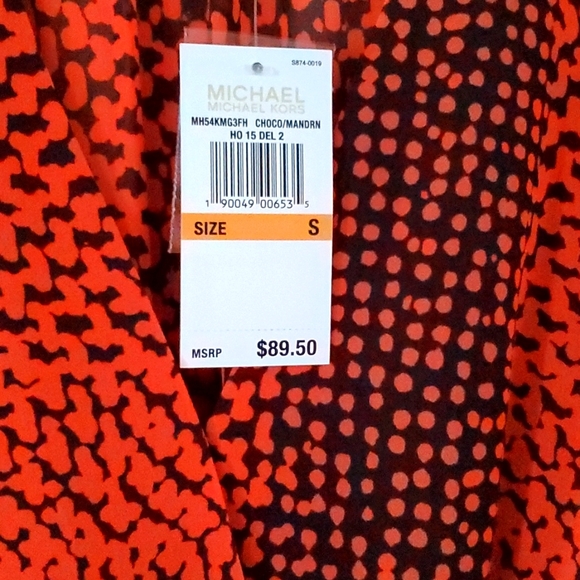 S874-0019
MICHAEL
MICHAEL KORS
MH54KMG3FH CHOCO/MANDRN
HO 15 DEL 2
1 90049 00653 5
SIZE S
MSRP $89.50